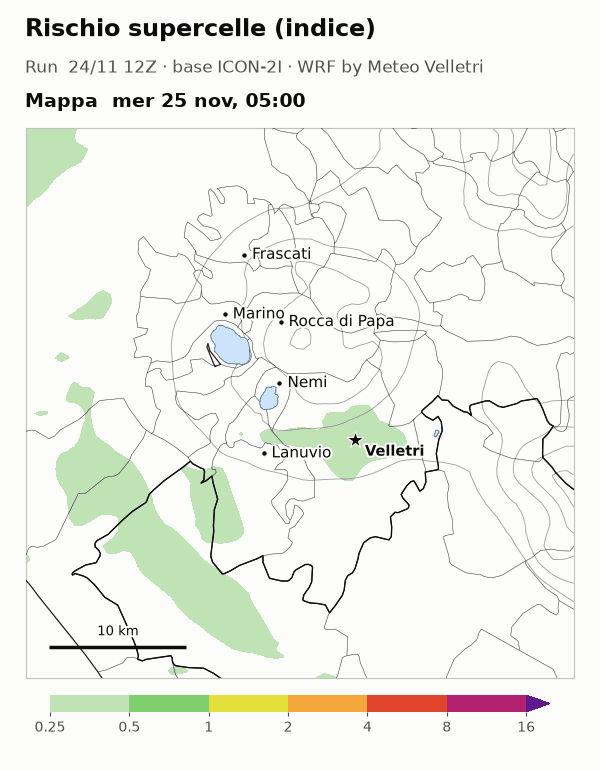 Rischio supercelle (indice)
Run  24/11 12Z · base ICON-2I · WRF by Meteo Velletri
Mappa  mer 25 nov, 05:00
Frascati
Marino
Rocca di Papa
Nemi
Velletri
Lanuvio
10 km
0.25 0.5 1 2 4 8 16